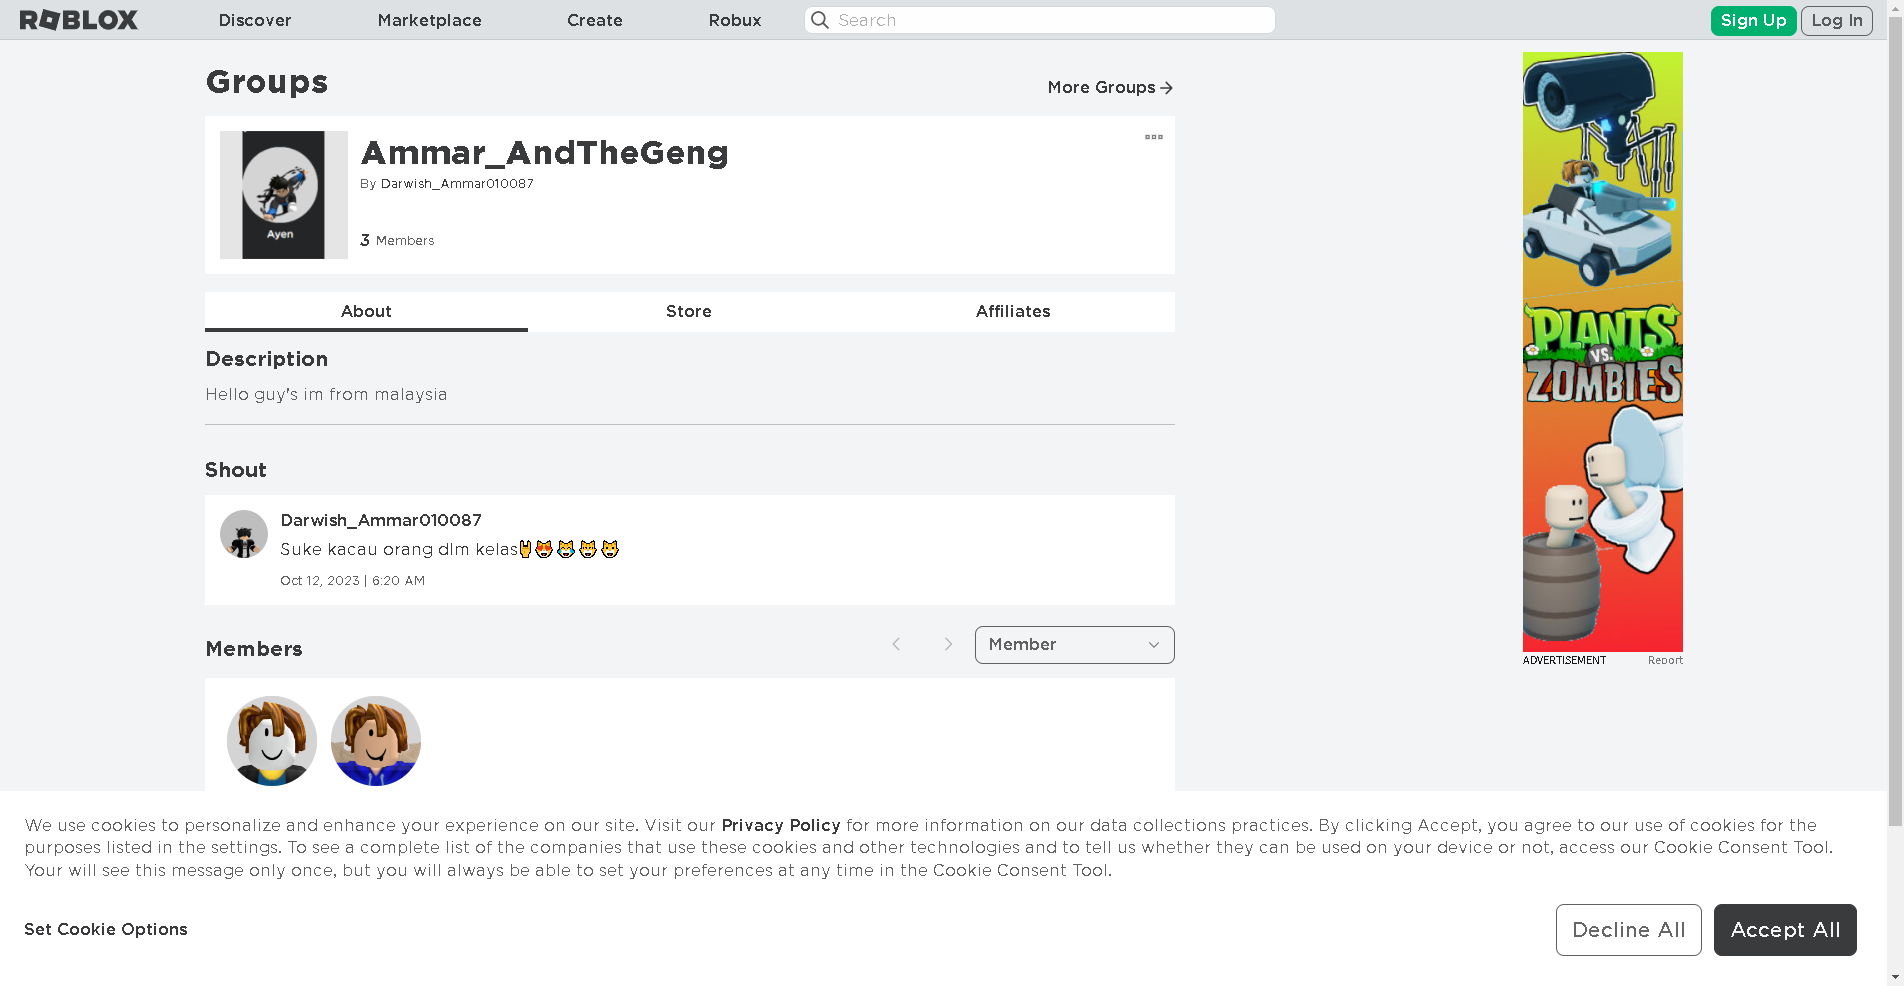 ROBLOX
Discover
Marketplace
Create
Robux
Search
Sign Up
Log In
Groups
More Groups
Ayen
Ammar_AndTheGeng
By Darwish_Ammar010087
3 Members
About
Store
Affiliates
Description
Hello guy's im from malaysia
Shout
Darwish_Ammar010087
Suke kacau orang dlm kelas🤘😻😹😸😺
Oct 12, 2023 | 6:20 AM
Members
Member
PLANTS
VS.
ZOMBIES
ADVERTISEMENT
Report
We use cookies to personalize and enhance your experience on our site. Visit our Privacy Policy for more information on our data collections practices. By clicking Accept, you agree to our use of cookies for the
purposes listed in the settings. To see a complete list of the companies that use these cookies and other technologies and to tell us whether they can be used on your device or not, access our Cookie Consent Tool.
Your will see this message only once, but you will always be able to set your preferences at any time in the Cookie Consent Tool.
Set Cookie Options
Decline All
Accept All